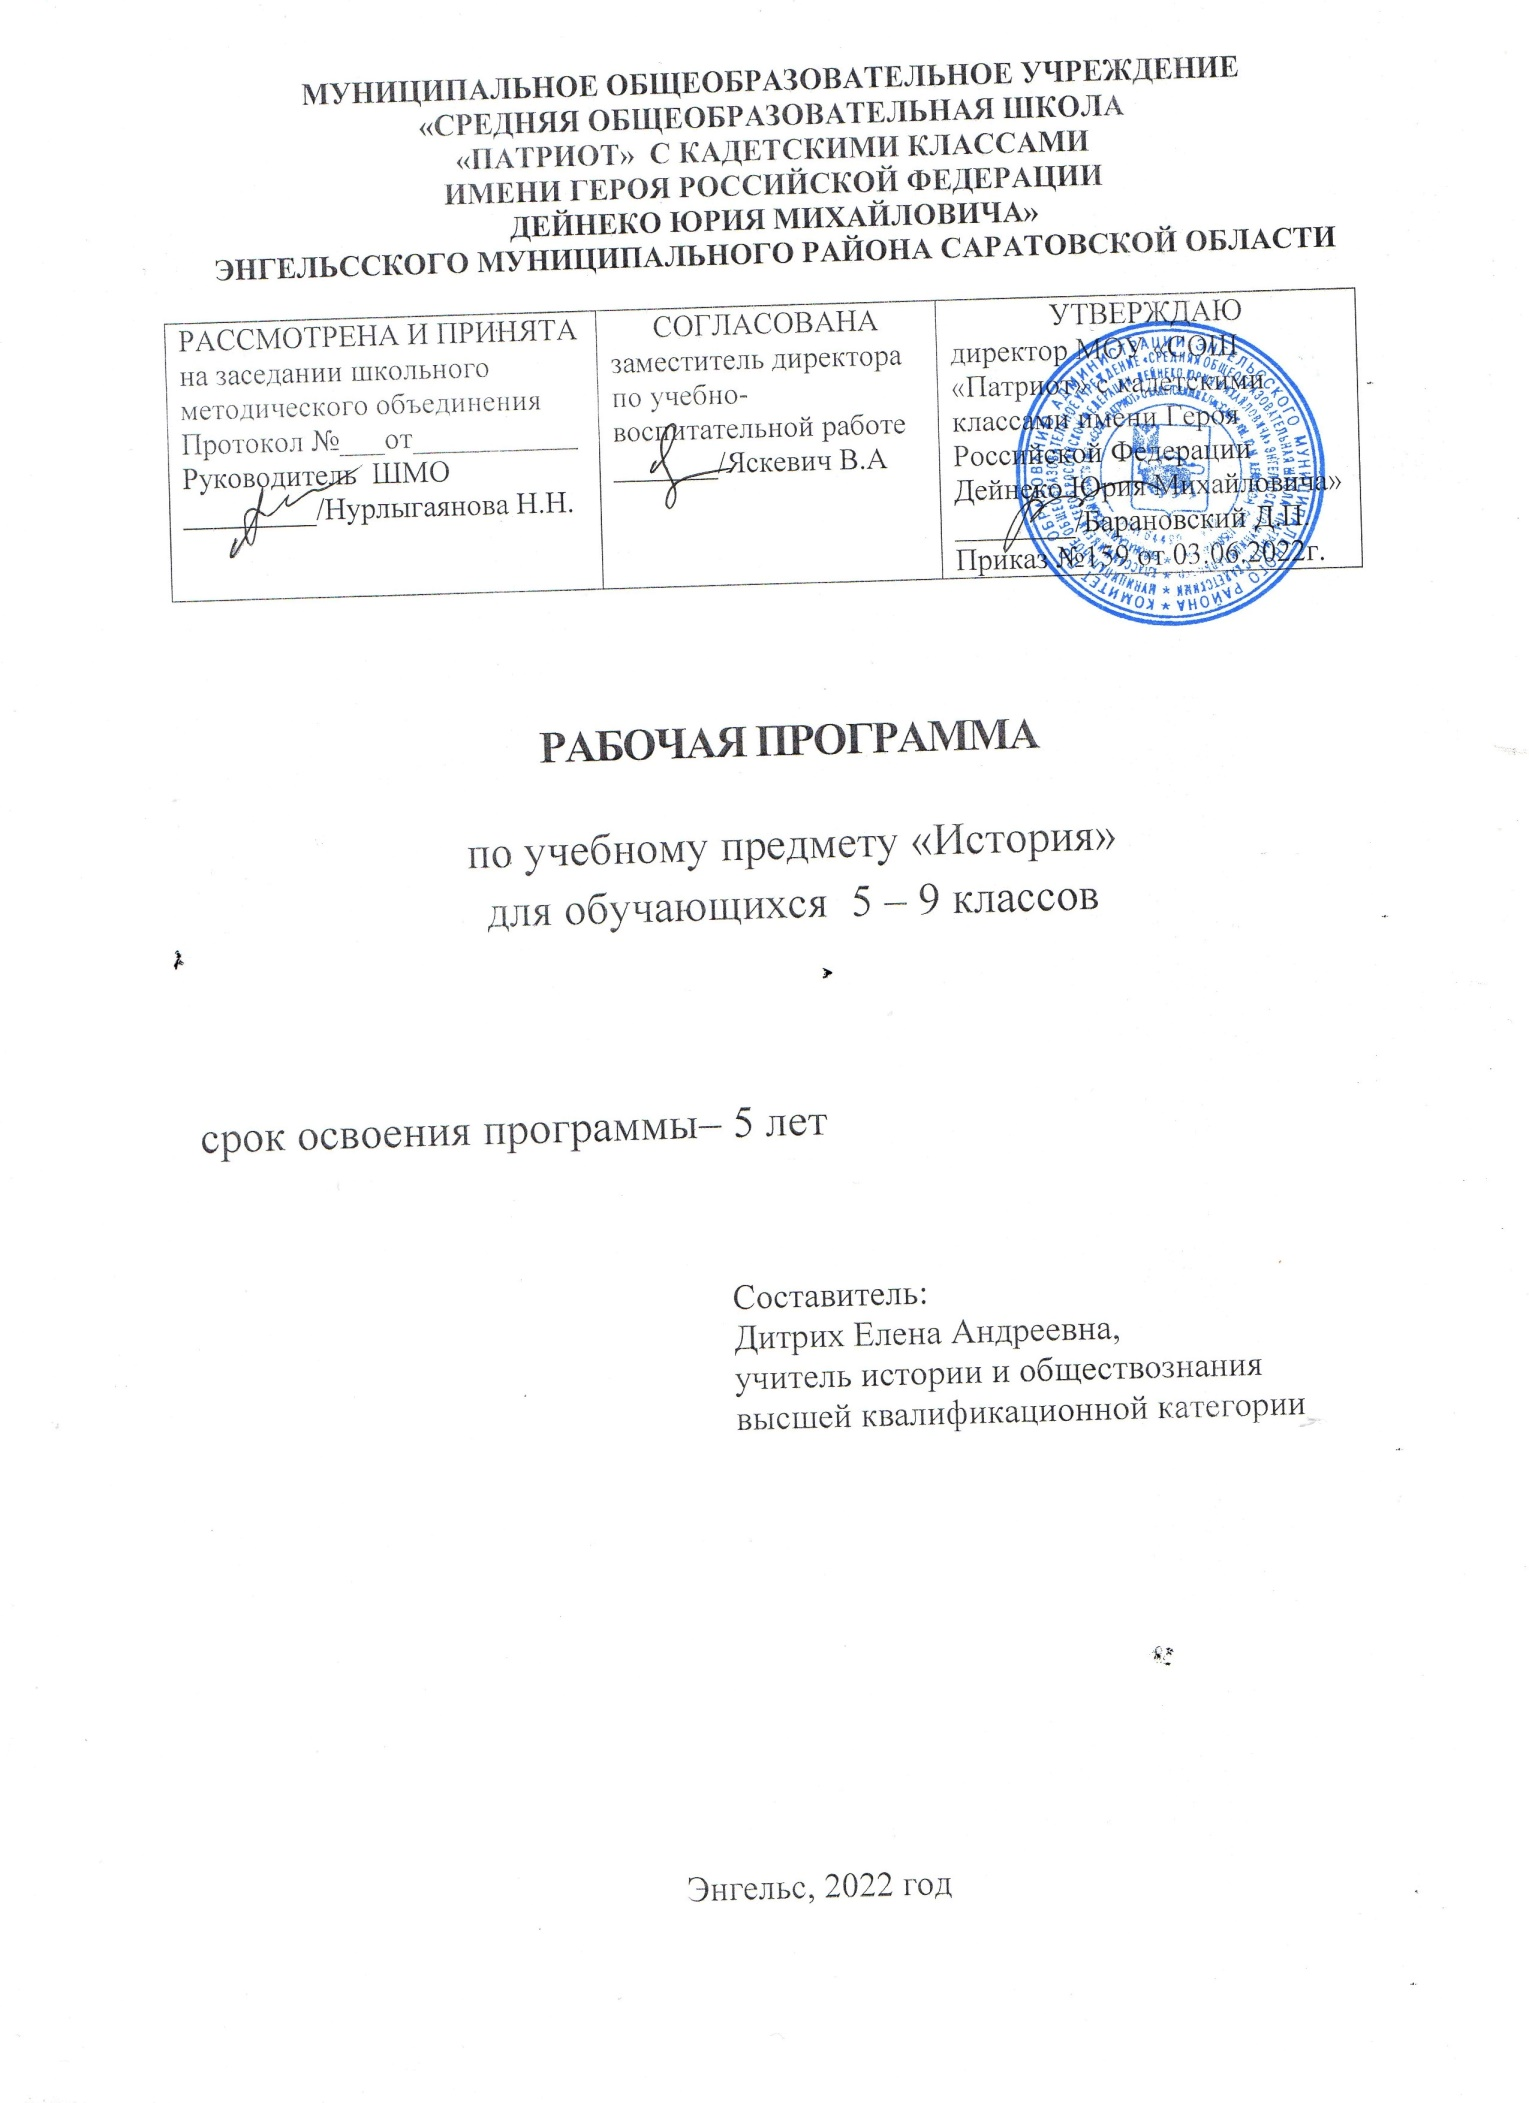 МУНИЦИПАЛЬНОЕ ОБЩЕОБРАЗОВАТЕЛЬНОЕ УЧРЕЖДЕНИЕ
«СРЕДНЯЯ ОБЩЕОБРАЗОВАТЕЛЬНАЯ ШКОЛА
«ПАТРИОТ» С КАДЕТСКИМИ КЛАССАМИ
ИМЕНИ ГЕРОЯ РОССИЙСКОЙ ФЕДЕРАЦИИ
ДЕЙНЕКО ЮРИЯ МИХАЙЛОВИЧА»
ЭНГЕЛЬССКОГО МУНИЦИПАЛЬНОГО РАЙОНА САРАТОВСКОЙ ОБЛАСТИ
РАССМОТРЕНА И ПРИНЯТА
на заседании школьного
методического объединения
Протокол №___от___________
Руководитель ШМО
_________/Нурлыгаянова Н.Н.
СОГЛАСОВАНА
заместитель директора
по учебно-
воспитательной работе
_______/Яскевич В.А
УТВЕРЖДАЮ
директор МОУ «СОШ
«Патриот» с кадетскими
классами имени Героя
Российской Федерации
Дейнеко Юрия Михайловича»
________/Барановский Д.П.
Приказ №139 от 03.06.2022г.
РАБОЧАЯ ПРОГРАММА
по учебному предмету «История»
для обучающихся 5 – 9 классов
срок освоения программы– 5 лет
Составитель:
Дитрих Елена Андреевна,
учитель истории и обществознания
высшей квалификационной категории
Энгельс, 2022 год